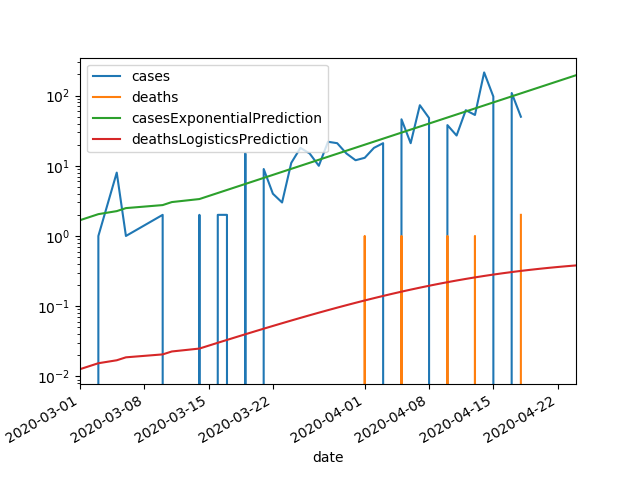 cases
deaths
casesExponentialPrediction
deathsLogisticsPrediction
10²
10¹
10⁰
10⁻¹
10⁻²
2020-03-01
2020-03-08
2020-03-15
2020-03-22
2020-04-01
2020-04-08
2020-04-15
2020-04-22
date